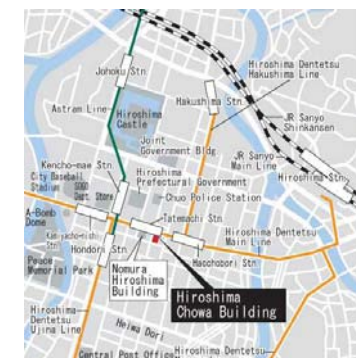 Johoku Stn.
Astram Line
Hiroshima
Castle
Hakushima Stn.
Hiroshima Dentetsu
Hakushima Line
JR Sanyo
Shinkansen
Joint
Government Bldg
JR Sanyo
Main Line
Hiroshima Stn.
Kencho-mae Stn.
City Baseball
Stadium
SOGO
Dept. Store
Hiroshima
Prefectural Government
Chuo Police Station
A-Bomb
Dome
Tatemachi Stn.
Hondori Stn.
Hiroshima Dentetsu
Main Line
Peace
Memorial Park
Nomura
Hiroshima
Building
Haschobori Stn.
Hiroshima
Chowa Building
Hiroshima
Dentetsu
Ujina Line
Heiwa Dori
Central Post Office
Hiroshima Dentetsu